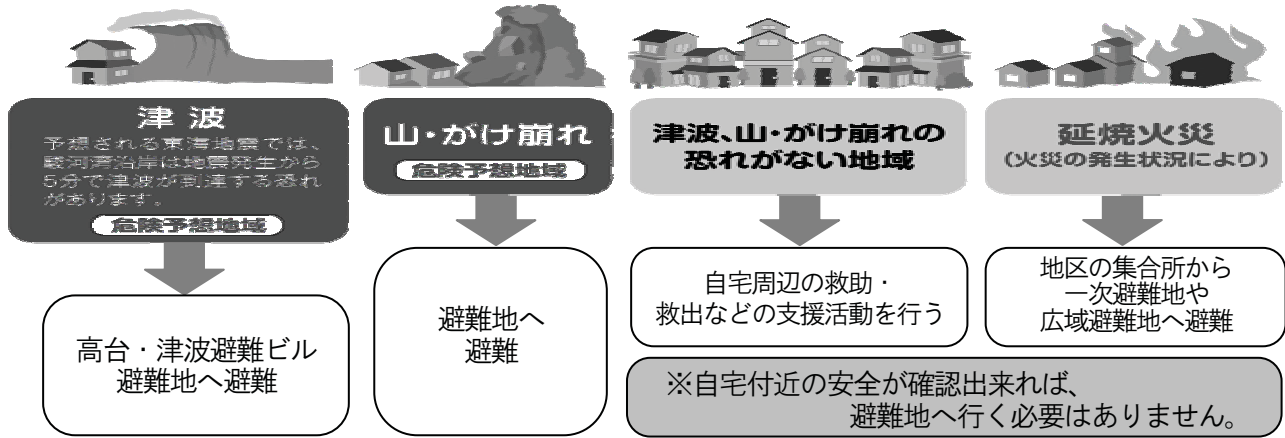 津波
予想される東海地震では、
駿河湾沿岸は地震発生から
5分で津波が到達する恐れ
があります。
危険予想地域
高台・津波避難ビル
避難地へ避難
山・がけ崩れ
危険予想地域
避難地へ
避難
津波、山・がけ崩れの
恐れがない地域
自宅周辺の救助・
救出などの支援活動を行う
延焼火災
(火災の発生状況により)
地区の集合所から
一次避難地や
広域避難地へ避難
※自宅付近の安全が確認出来れば、
避難地へ行く必要はありません。